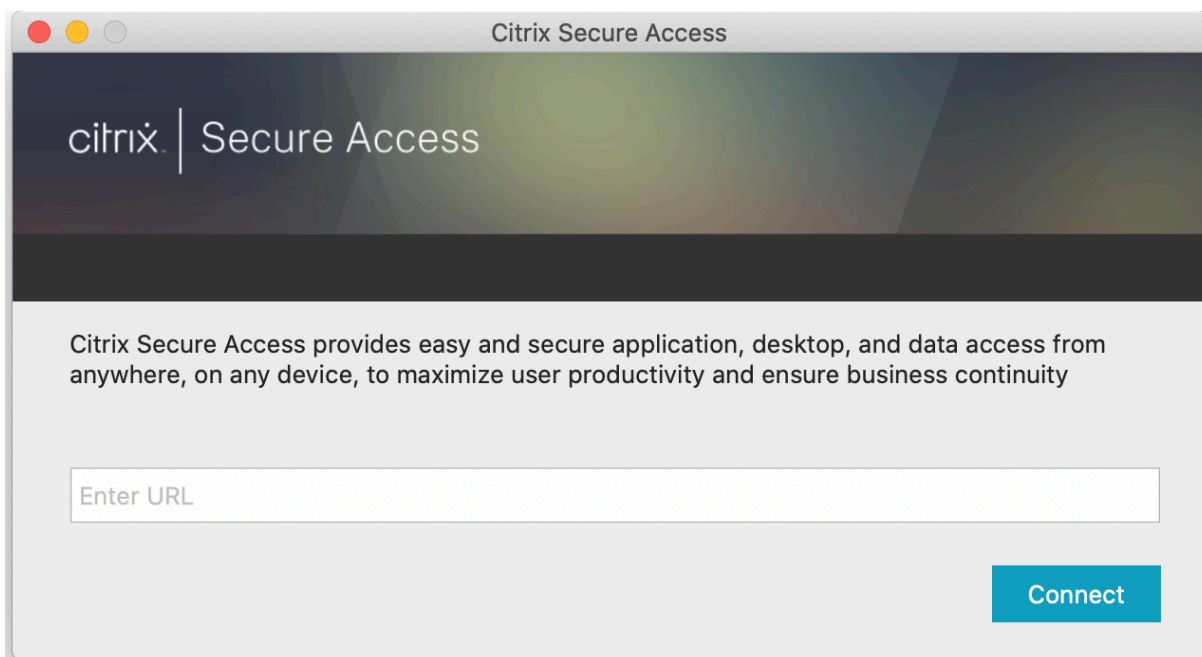 Citrix Secure Access
citrix. | Secure Access
Citrix Secure Access provides easy and secure application, desktop, and data access from
anywhere, on any device, to maximize user productivity and ensure business continuity
Enter URL
Connect